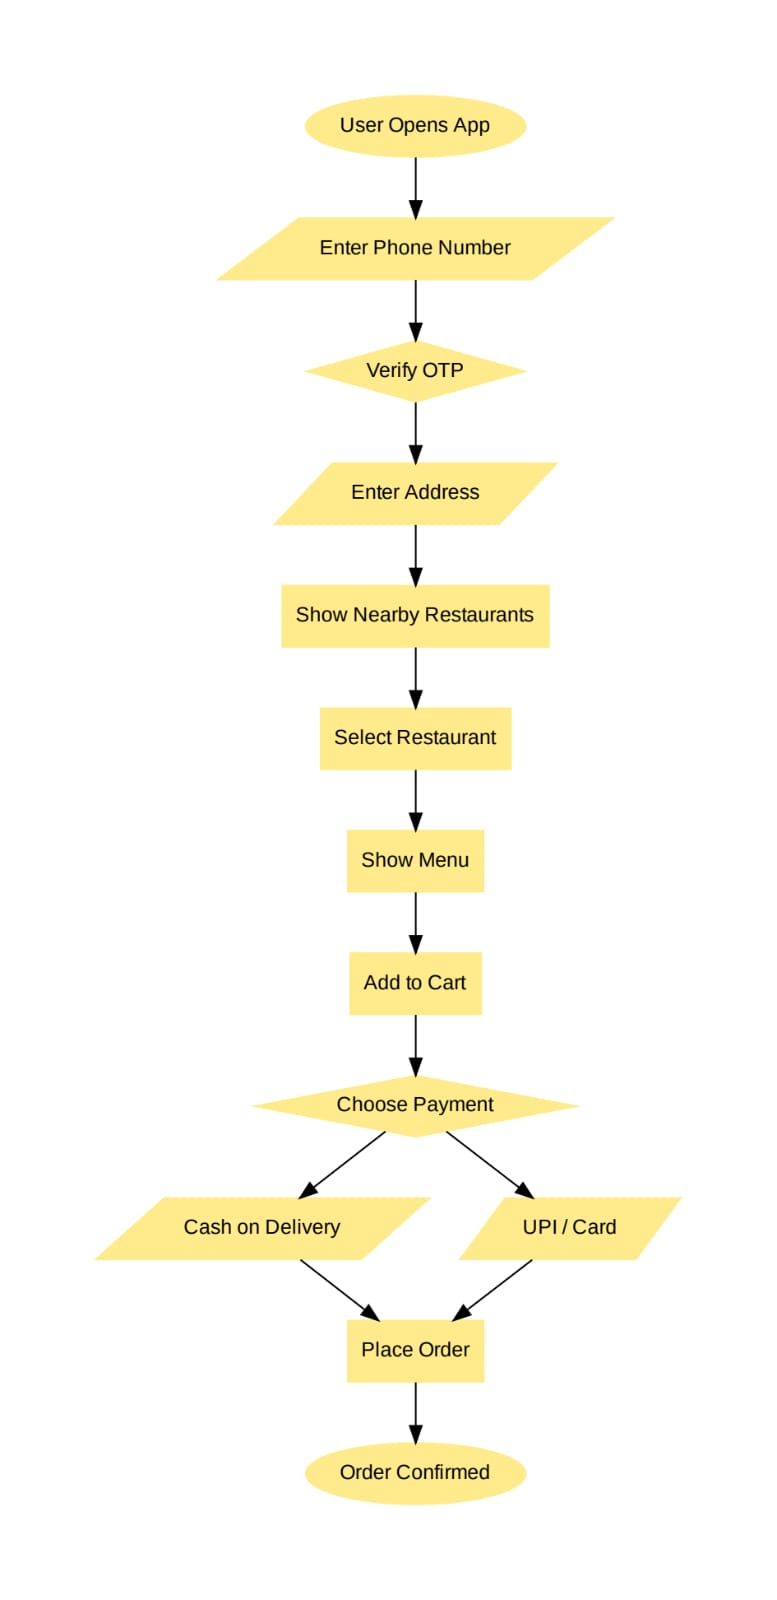 User Opens App
Enter Phone Number
Verify OTP
Enter Address
Show Nearby Restaurants
Select Restaurant
Show Menu
Add to Cart
Choose Payment
Cash on Delivery
UPI / Card
Place Order
Order Confirmed